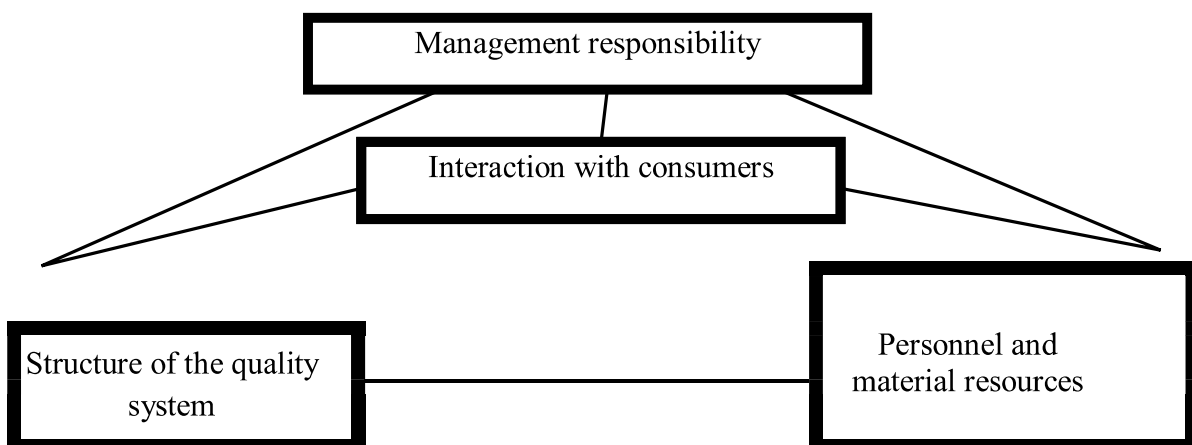 Management responsibility
Interaction with consumers
Structure of the quality
system
Personnel and
material resources